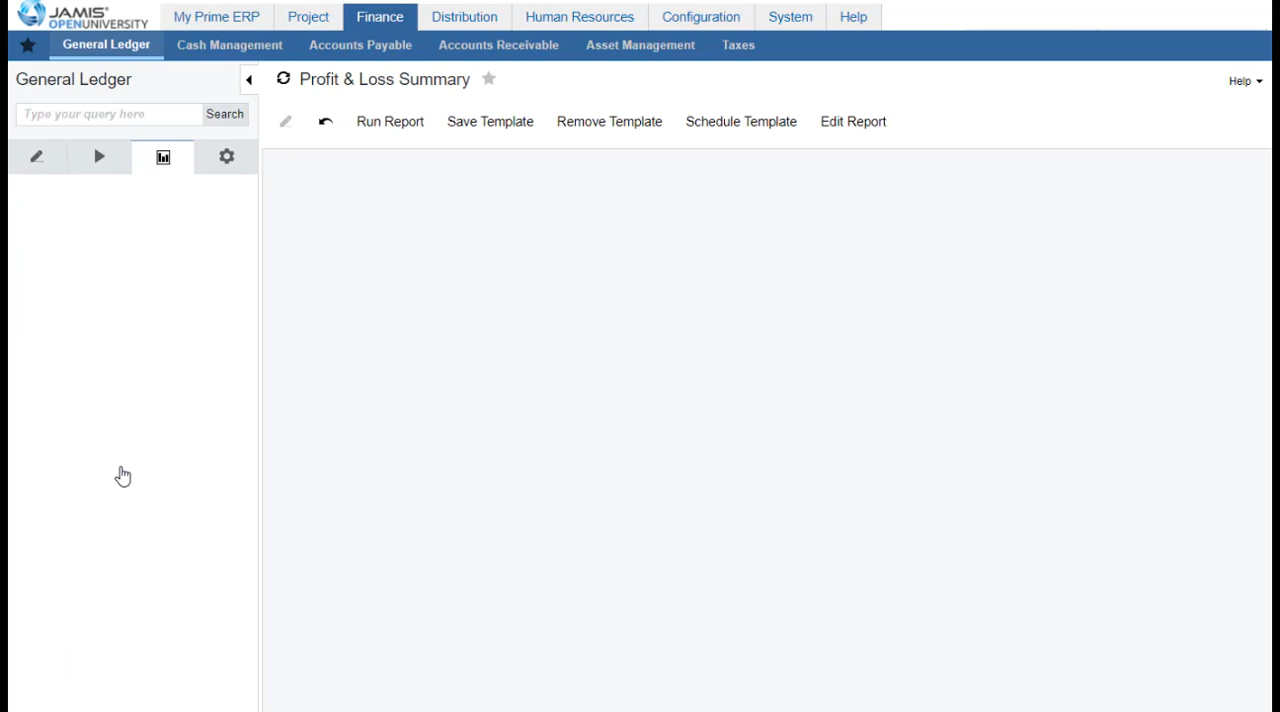 JAMIS
OPENUNIVERSITY
My Prime ERP Project Finance Distribution Human Resources Configuration System Help
General Ledger Cash Management Accounts Payable Accounts Receivable Asset Management Taxes
General Ledger
Profit & Loss Summary
Help
Type your query here Search
Run Report Save Template Remove Template Schedule Template Edit Report